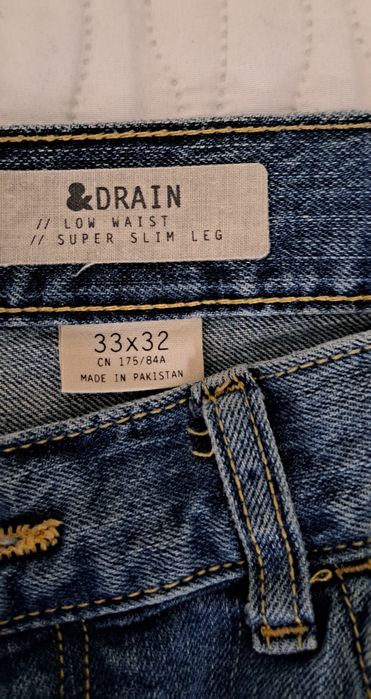 &DRAIN
// LOW WAIST
// SUPER SLIM LEG
33x32
CN 175/84A
MADE IN PAKISTAN